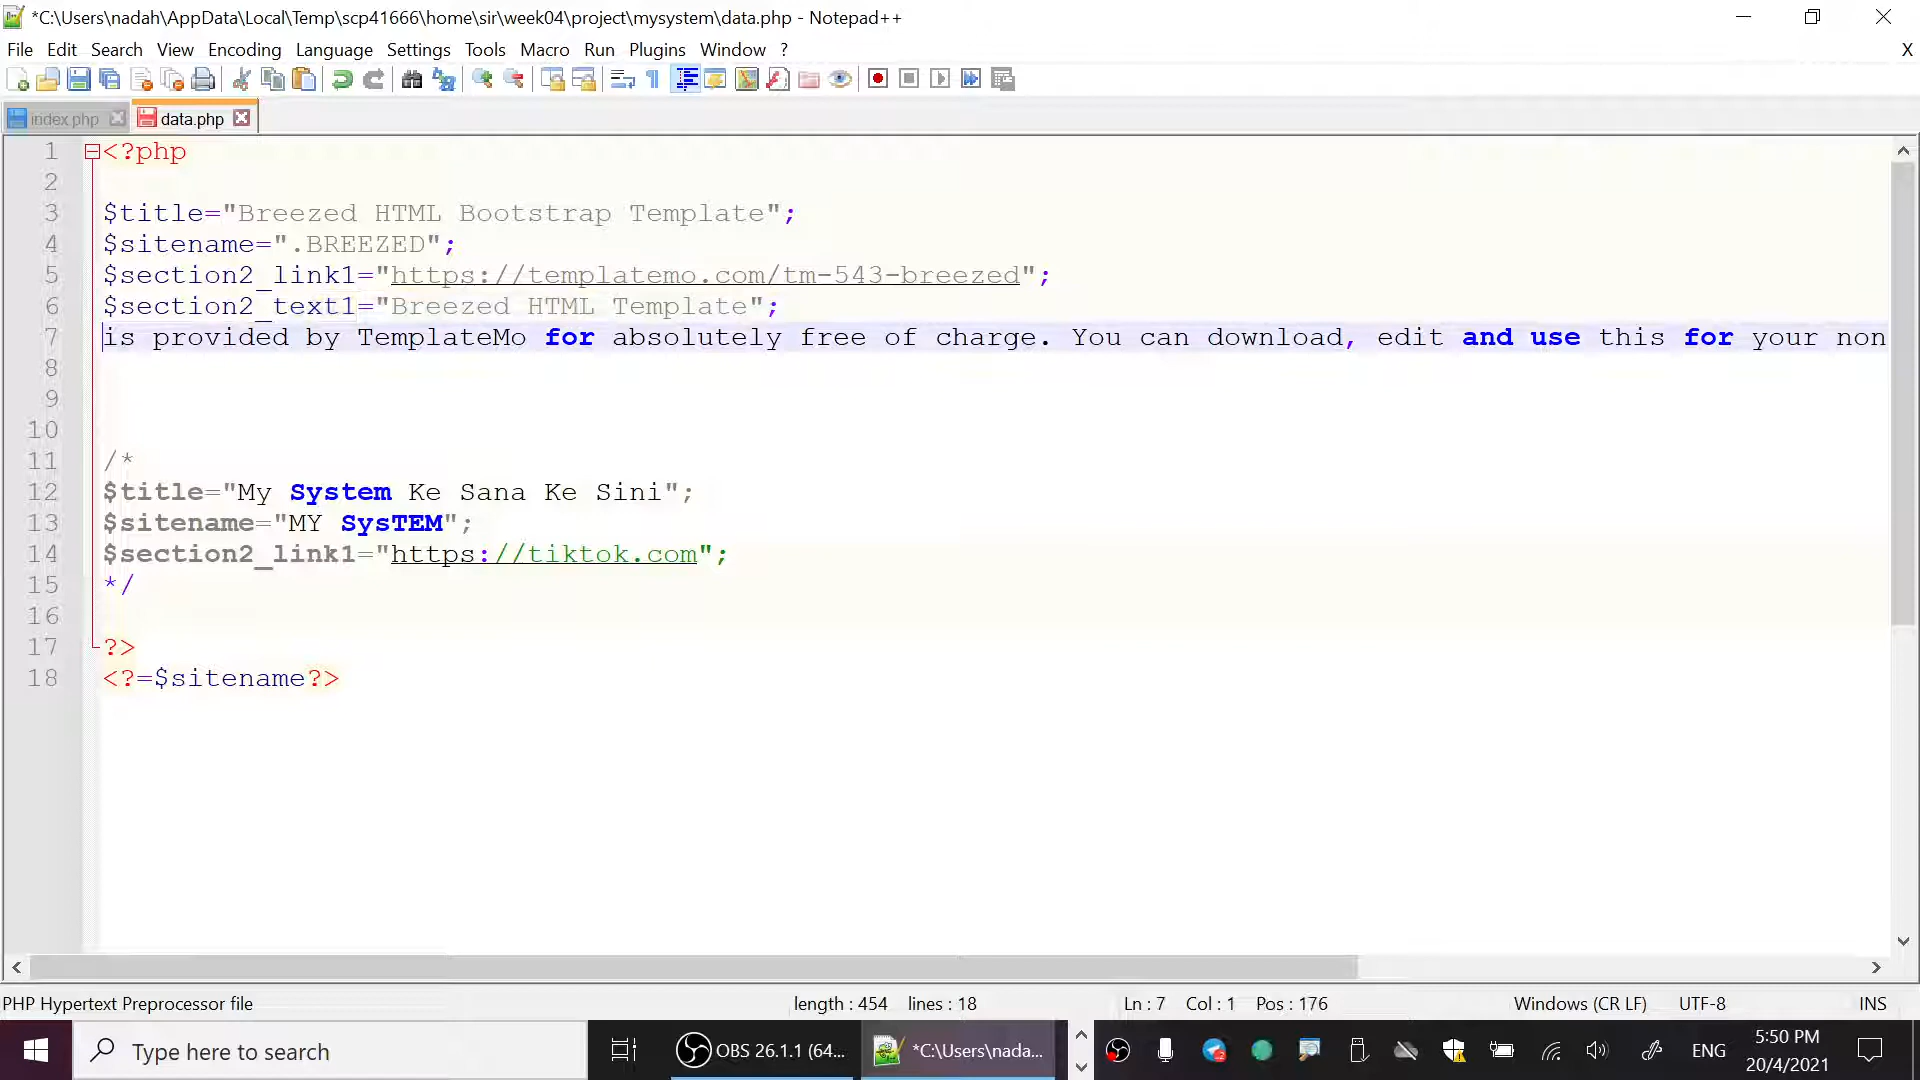 *C:\Users\nadah\AppData\Local\Temp\scp41666\home\sir\week04\project\mysystem\data.php - Notepad++
File Edit Search View Encoding Language Settings Tools Macro Run Plugins Window ? X
index.php data.php
1 <?php
2
3 $title="Breezed HTML Bootstrap Template";
4 $sitename=".BREEZED";
5 $section2_link1="https://templatemo.com/tm-543-breezed";
6 $section2_text1="Breezed HTML Template";
7 is provided by TemplateMo for absolutely free of charge. You can download, edit and use this for your non
8
9
10
11 /*
12 $title="My System Ke Sana Ke Sini";
13 $sitename="MY SysTEM";
14 $section2_link1="https://tiktok.com";
15 */
16
17 ?>
18 <?=$sitename?>
PHP Hypertext Preprocessor file length : 454 lines : 18 Ln : 7 Col : 1 Pos : 176 Windows (CR LF) UTF-8 INS
Type here to search OBS 26.1.1 (64... *C:\Users\nada... ENG 5:50 PM
20/4/2021